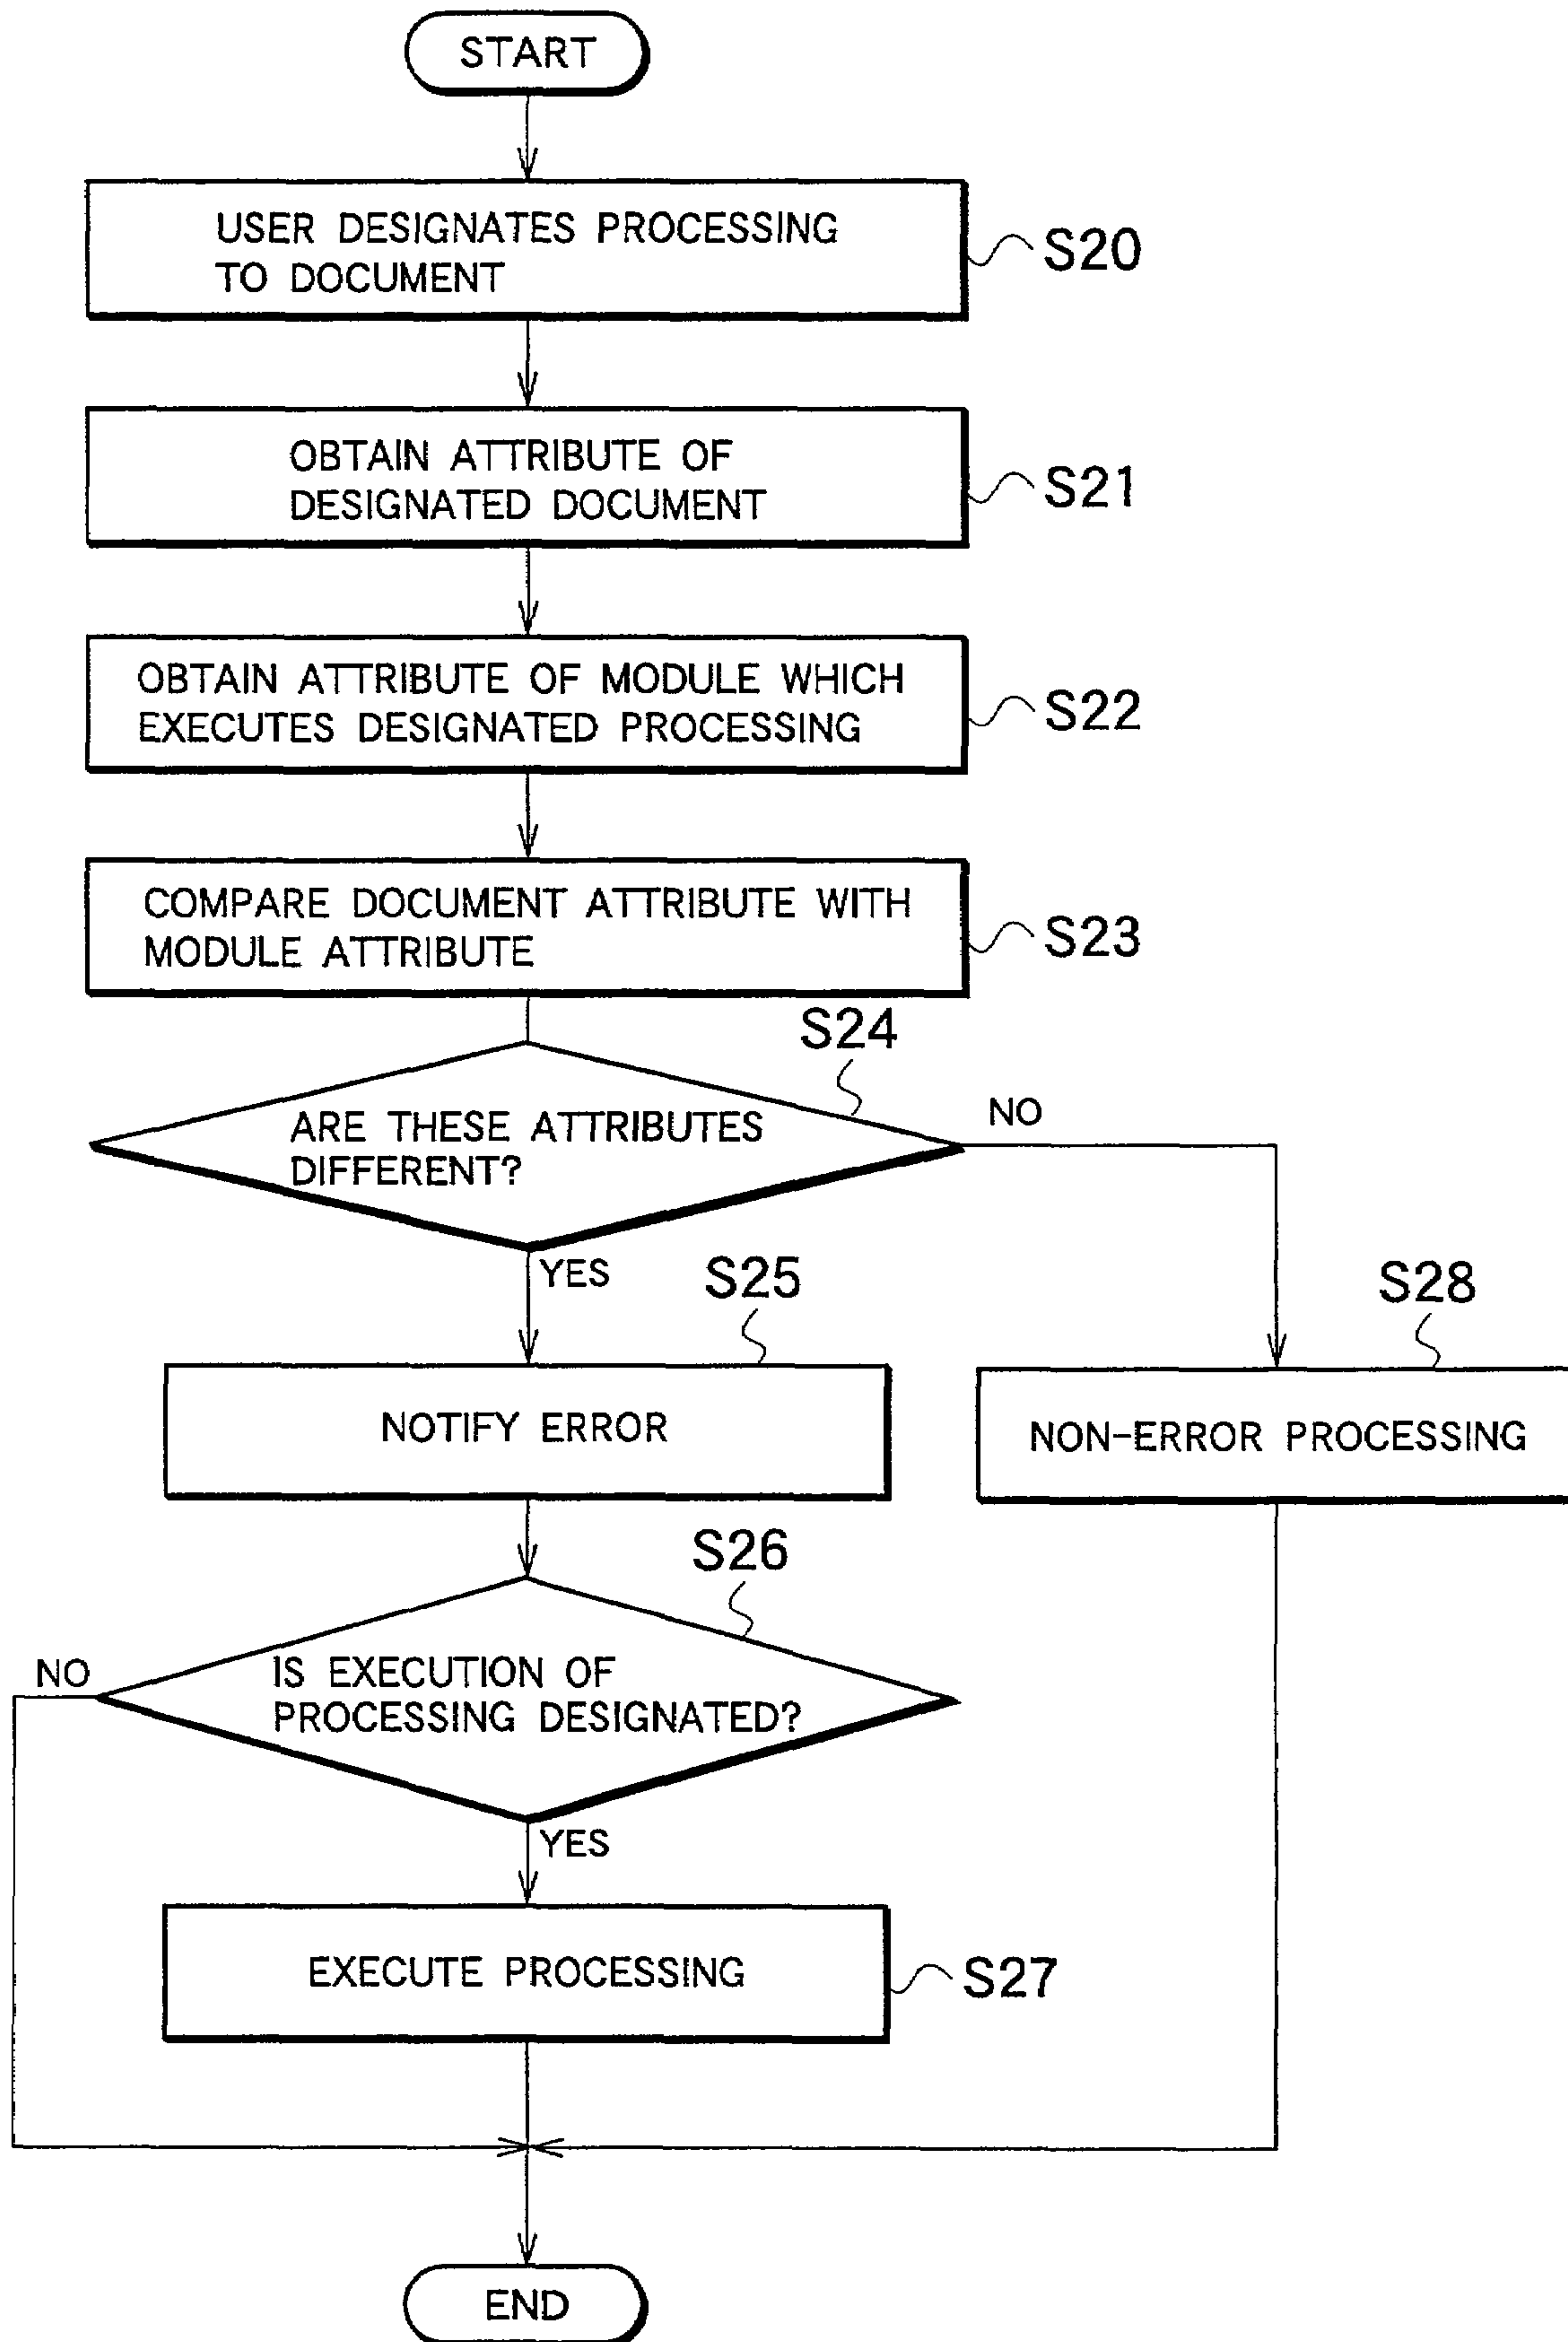 START
USER DESIGNATES PROCESSING
TO DOCUMENT
S20
OBTAIN ATTRIBUTE OF
DESIGNATED DOCUMENT
S21
OBTAIN ATTRIBUTE OF MODULE WHICH
EXECUTES DESIGNATED PROCESSING
S22
COMPARE DOCUMENT ATTRIBUTE WITH
MODULE ATTRIBUTE
S23
S24
ARE THESE ATTRIBUTES
DIFFERENT?
NO
YES
S25
NOTIFY ERROR
S28
NON-ERROR PROCESSING
S26
IS EXECUTION OF
PROCESSING DESIGNATED?
NO
YES
EXECUTE PROCESSING
S27
END